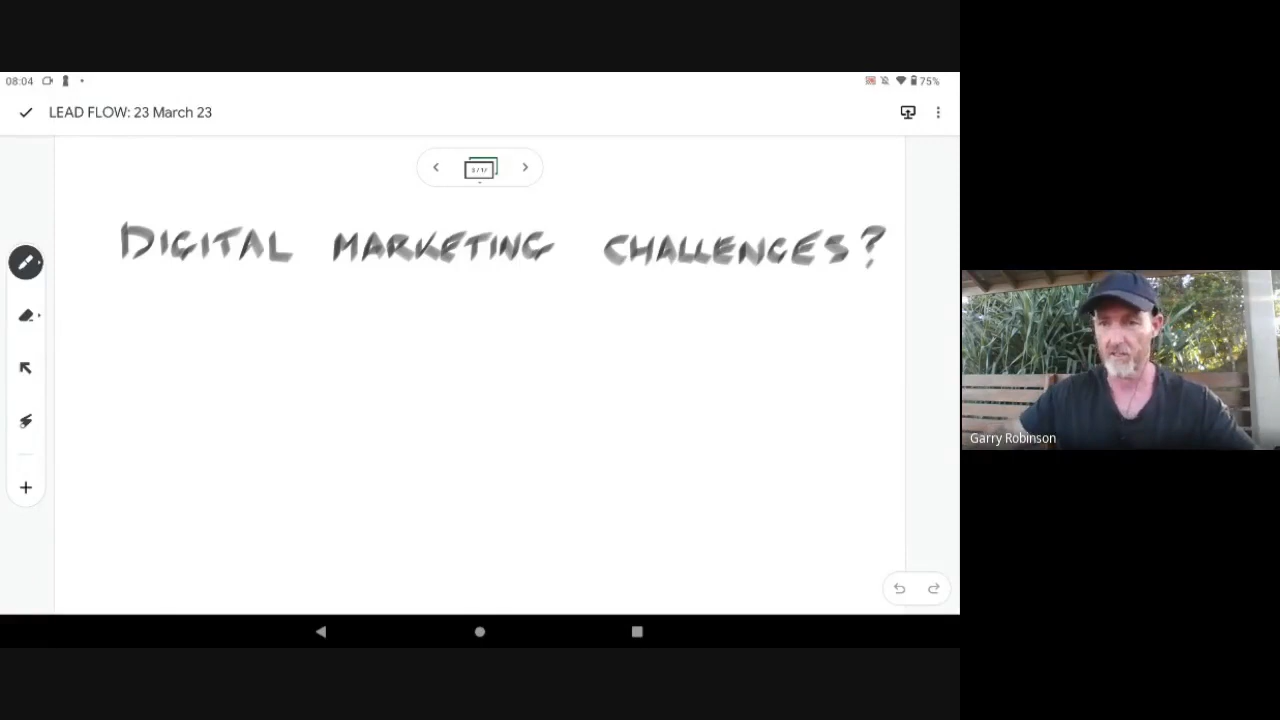 08:04
75%
LEAD FLOW: 23 March 23
DIGITAL MARKETING CHALLENGES?
Garry Robinson